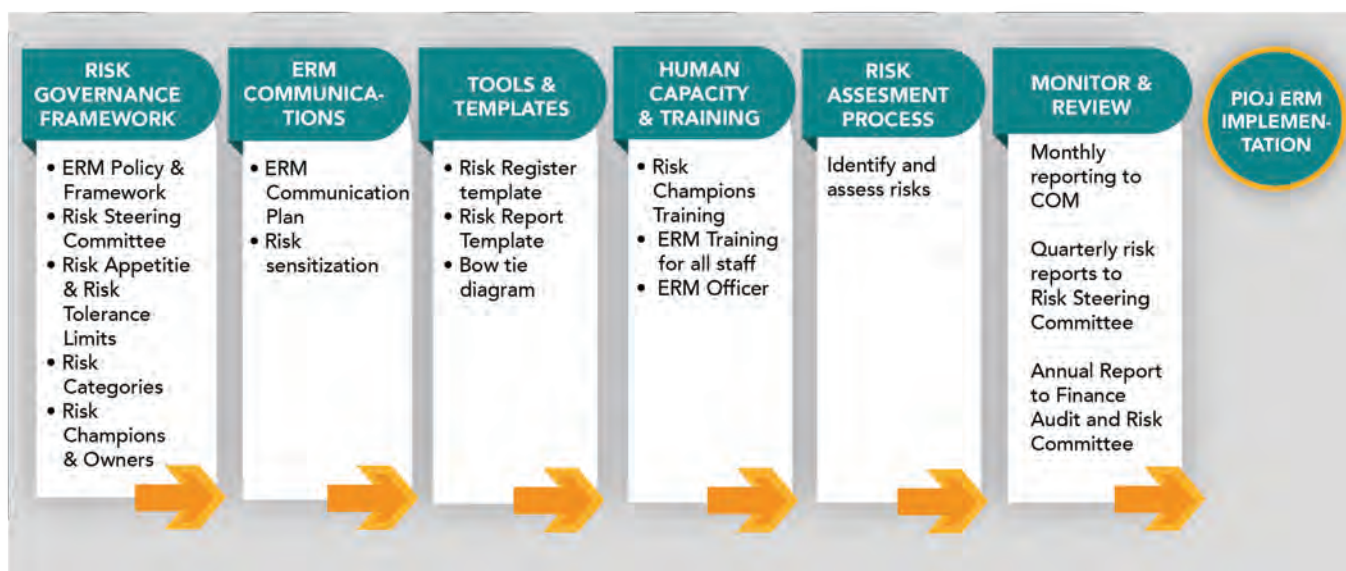 RISK
GOVERNANCE
FRAMEWORK
• ERM Policy &
Framework
• Risk Steering
Committee
• Risk Appetitie
& Risk
Tolerance
Limits
• Risk
Categories
• Risk
Champions
& Owners
ERM
COMMUNICA-
TIONS
• ERM
Communication
Plan
• Risk
sensitization
TOOLS &
TEMPLATES
• Risk Register
template
• Risk Report
Template
• Bow tie
diagram
HUMAN
CAPACITY
& TRAINING
• Risk
Champions
Training
• ERM Training
for all staff
• ERM Officer
RISK
ASSESMENT
PROCESS
Identify and
assess risks
MONITOR &
REVIEW
Monthly
reporting to
COM
Quarterly risk
reports to
Risk Steering
Committee
Annual Report
to Finance
Audit and Risk
Committee
PIOJ ERM
IMPLEMEN-
TATION